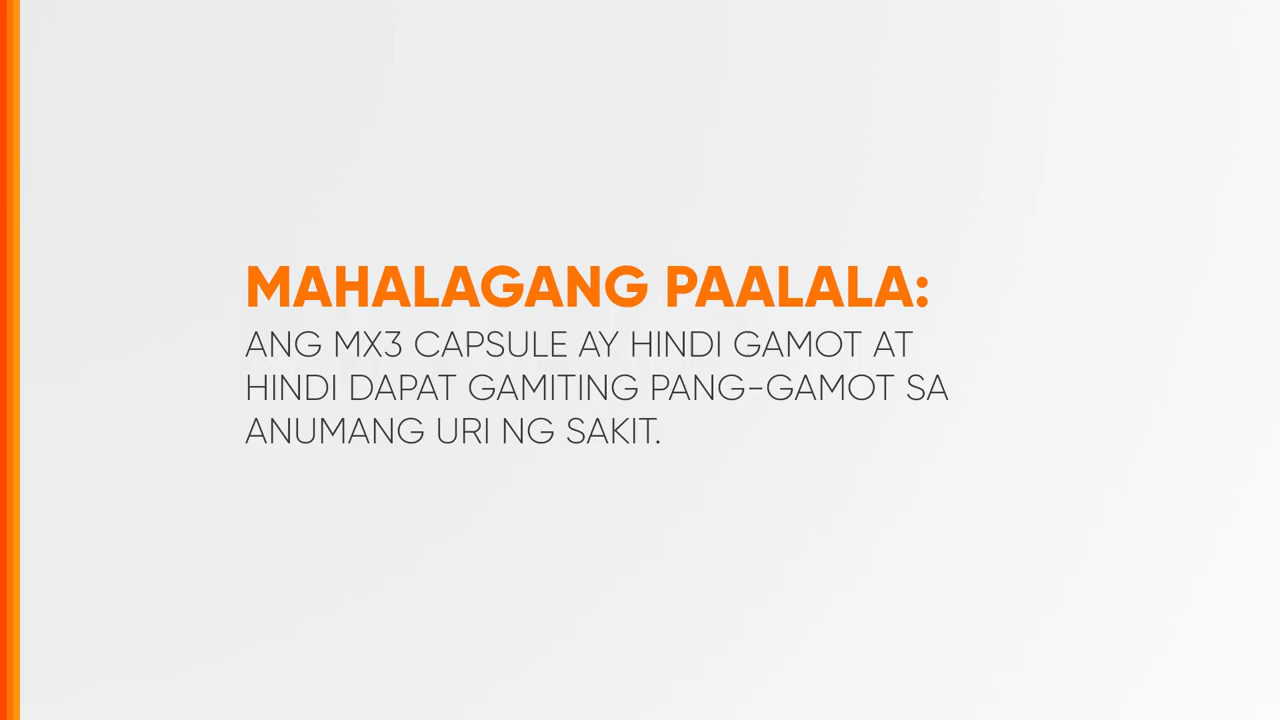 MAHALAGANG PAALALA:
ANG MX3 CAPSULE AY HINDI GAMOT AT
HINDI DAPAT GAMITING PANG-GAMOT SA
ANUMANG URI NG SAKIT.